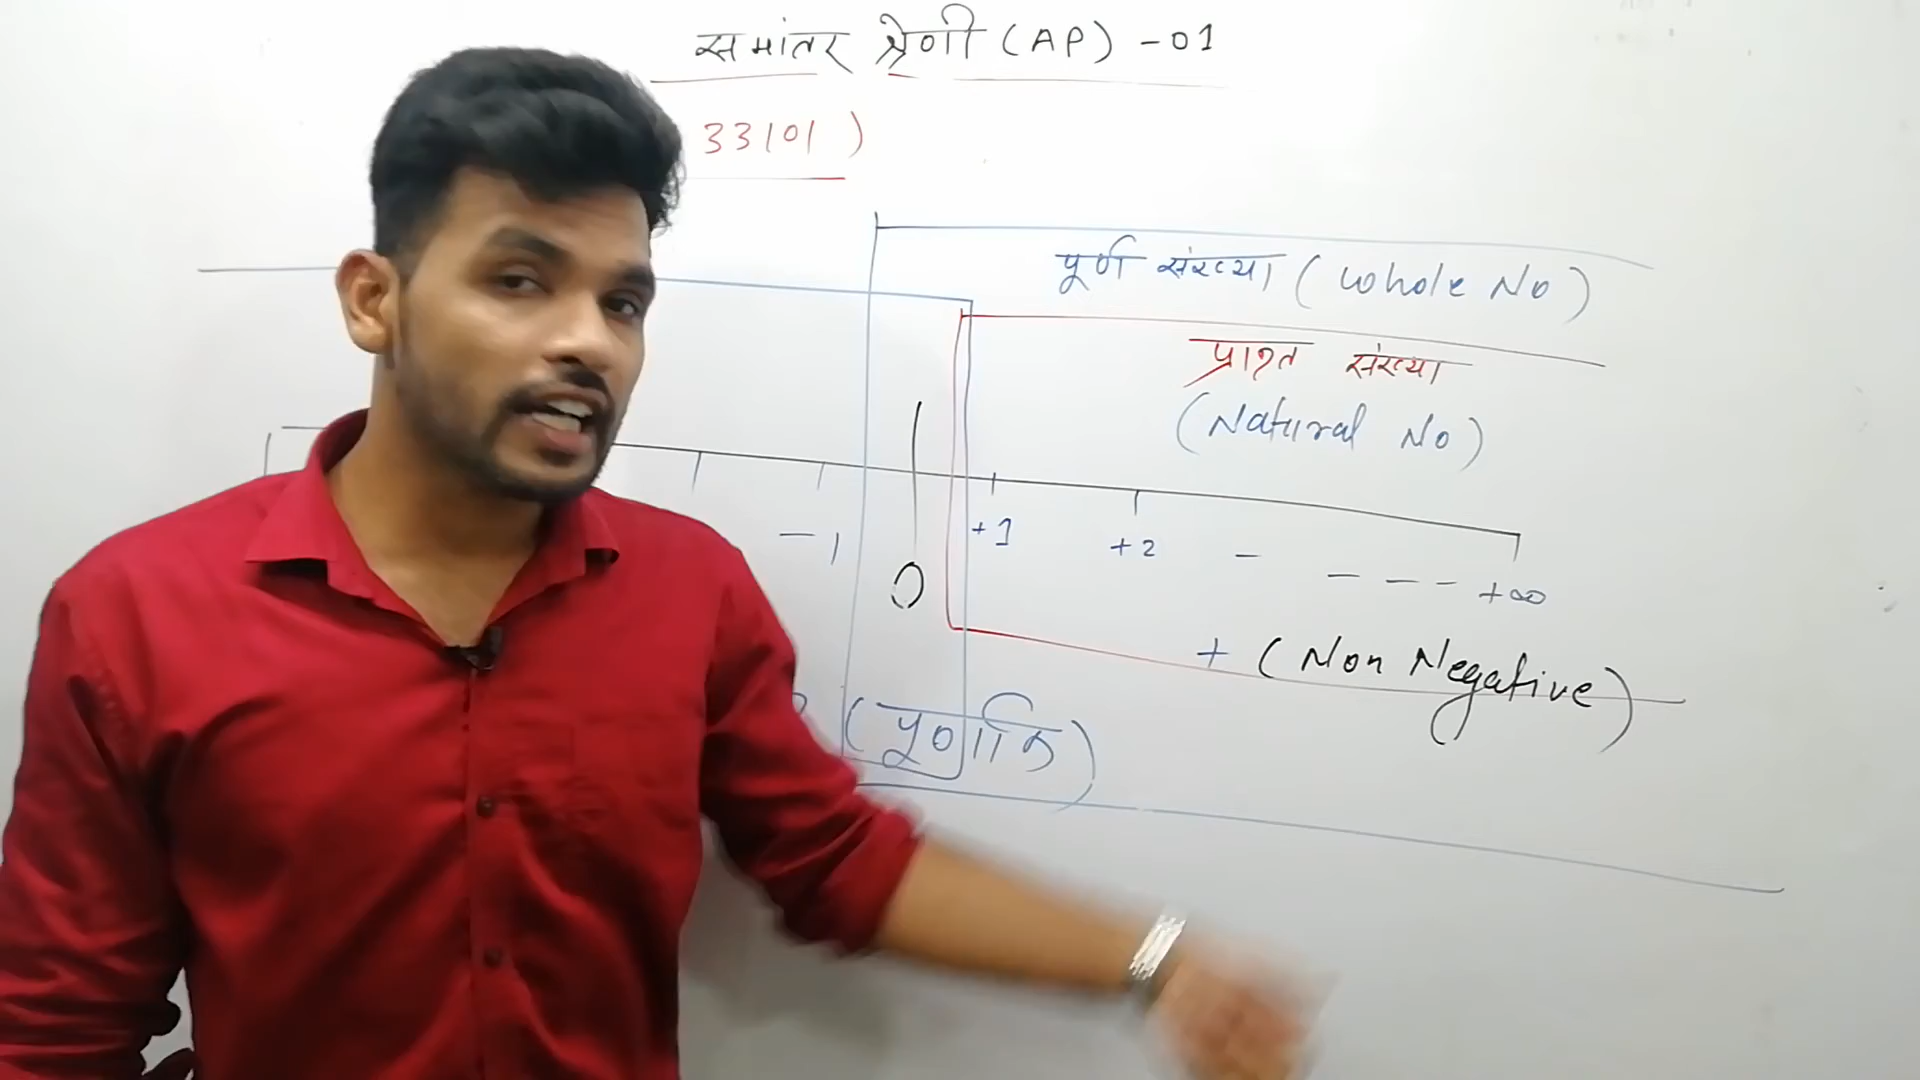 समांतर श्रेणी (AP) -01
33101 )
पूर्ण संख्या ( Whole No )
प्राकृत संख्या
(Natural No)
-1 0 +1 +2 - - - - +∞
+ ( Non Negative)
(पूर्णांक)